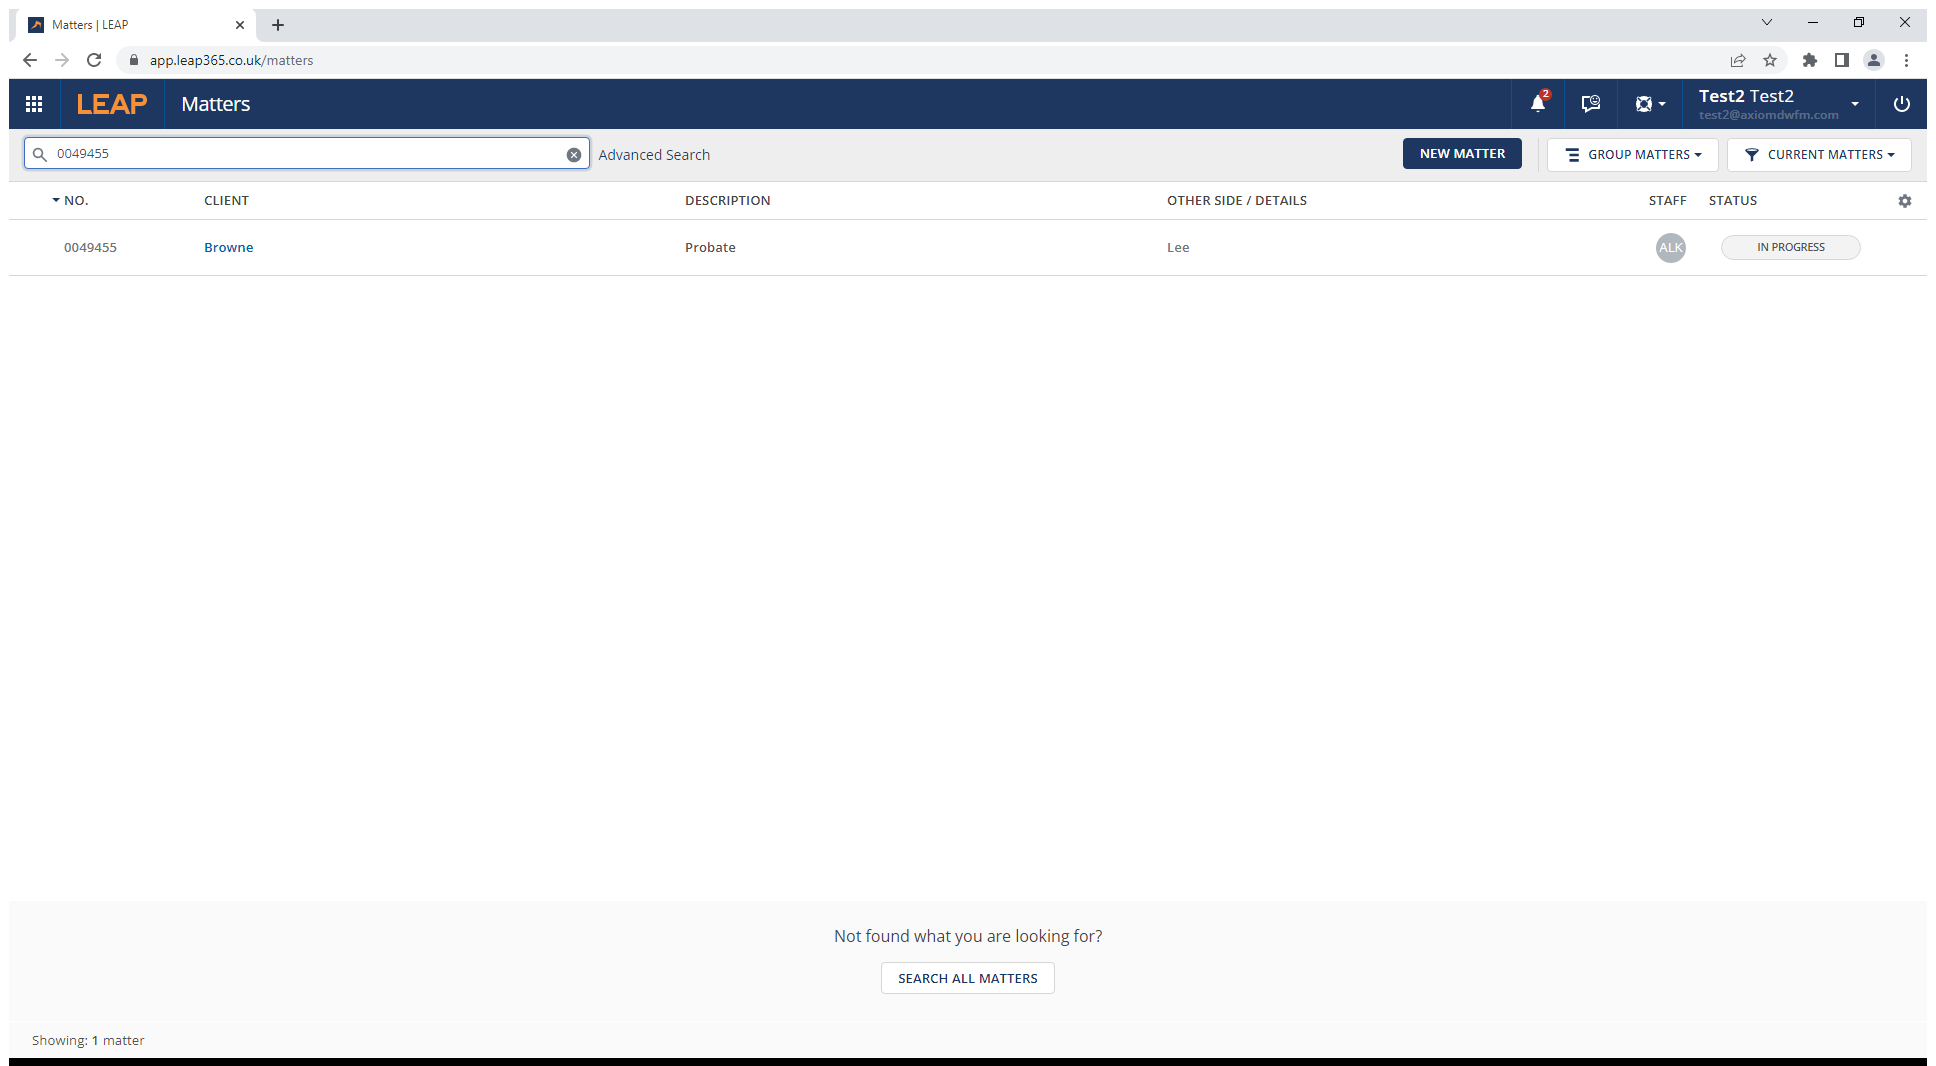 Matters | LEAP
app.leap365.co.uk/matters
LEAP Matters 2 Test2 Test2
test2@axiomdwfm.com
0049455 Advanced Search NEW MATTER GROUP MATTERS CURRENT MATTERS
NO. CLIENT DESCRIPTION OTHER SIDE / DETAILS STAFF STATUS
0049455 Browne Probate Lee ALK IN PROGRESS
Not found what you are looking for?
SEARCH ALL MATTERS
Showing: 1 matter